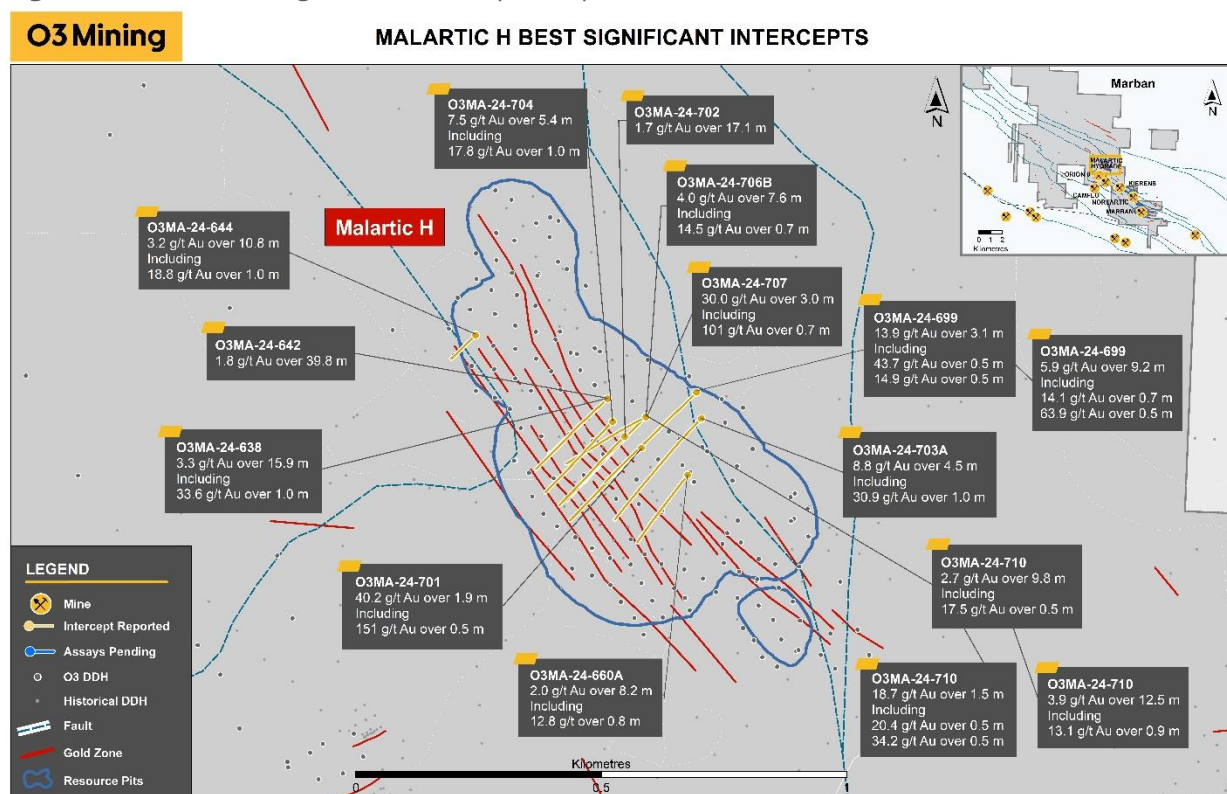 O3 Mining
MALARTIC H BEST SIGNIFICANT INTERCEPTS
O3MA-24-704
7.5 g/t Au over 5.4 m
Including
17.8 g/t Au over 1.0 m
O3MA-24-702
1.7 g/t Au over 17.1 m
N
Marban
N
MALARTIC
HYGRADE
ORION 8
KIERENS
CAMFLO
NORLARTIC
MARBAN
0 1 2
Kilometres
O3MA-24-706B
4.0 g/t Au over 7.6 m
Including
14.5 g/t Au over 0.7 m
Malartic H
O3MA-24-644
3.2 g/t Au over 10.8 m
Including
18.8 g/t Au over 1.0 m
O3MA-24-707
30.0 g/t Au over 3.0 m
Including
101 g/t Au over 0.7 m
O3MA-24-699
13.9 g/t Au over 3.1 m
Including
43.7 g/t Au over 0.5 m
14.9 g/t Au over 0.5 m
O3MA-24-699
5.9 g/t Au over 9.2 m
Including
14.1 g/t Au over 0.7 m
63.9 g/t Au over 0.5 m
O3MA-24-642
1.8 g/t Au over 39.8 m
O3MA-24-638
3.3 g/t Au over 15.9 m
Including
33.6 g/t Au over 1.0 m
O3MA-24-703A
8.8 g/t Au over 4.5 m
Including
30.9 g/t Au over 1.0 m
O3MA-24-701
40.2 g/t Au over 1.9 m
Including
151 g/t Au over 0.5 m
O3MA-24-710
2.7 g/t Au over 9.8 m
Including
17.5 g/t Au over 0.5 m
O3MA-24-660A
2.0 g/t Au over 8.2 m
Including
12.8 g/t over 0.8 m
O3MA-24-710
18.7 g/t Au over 1.5 m
Including
20.4 g/t Au over 0.5 m
34.2 g/t Au over 0.5 m
O3MA-24-710
3.9 g/t Au over 12.5 m
Including
13.1 g/t Au over 0.9 m
LEGEND
Mine
Intercept Reported
Assays Pending
O3 DDH
Historical DDH
Fault
Gold Zone
Resource Pits
Kilometres
0 0.5 1